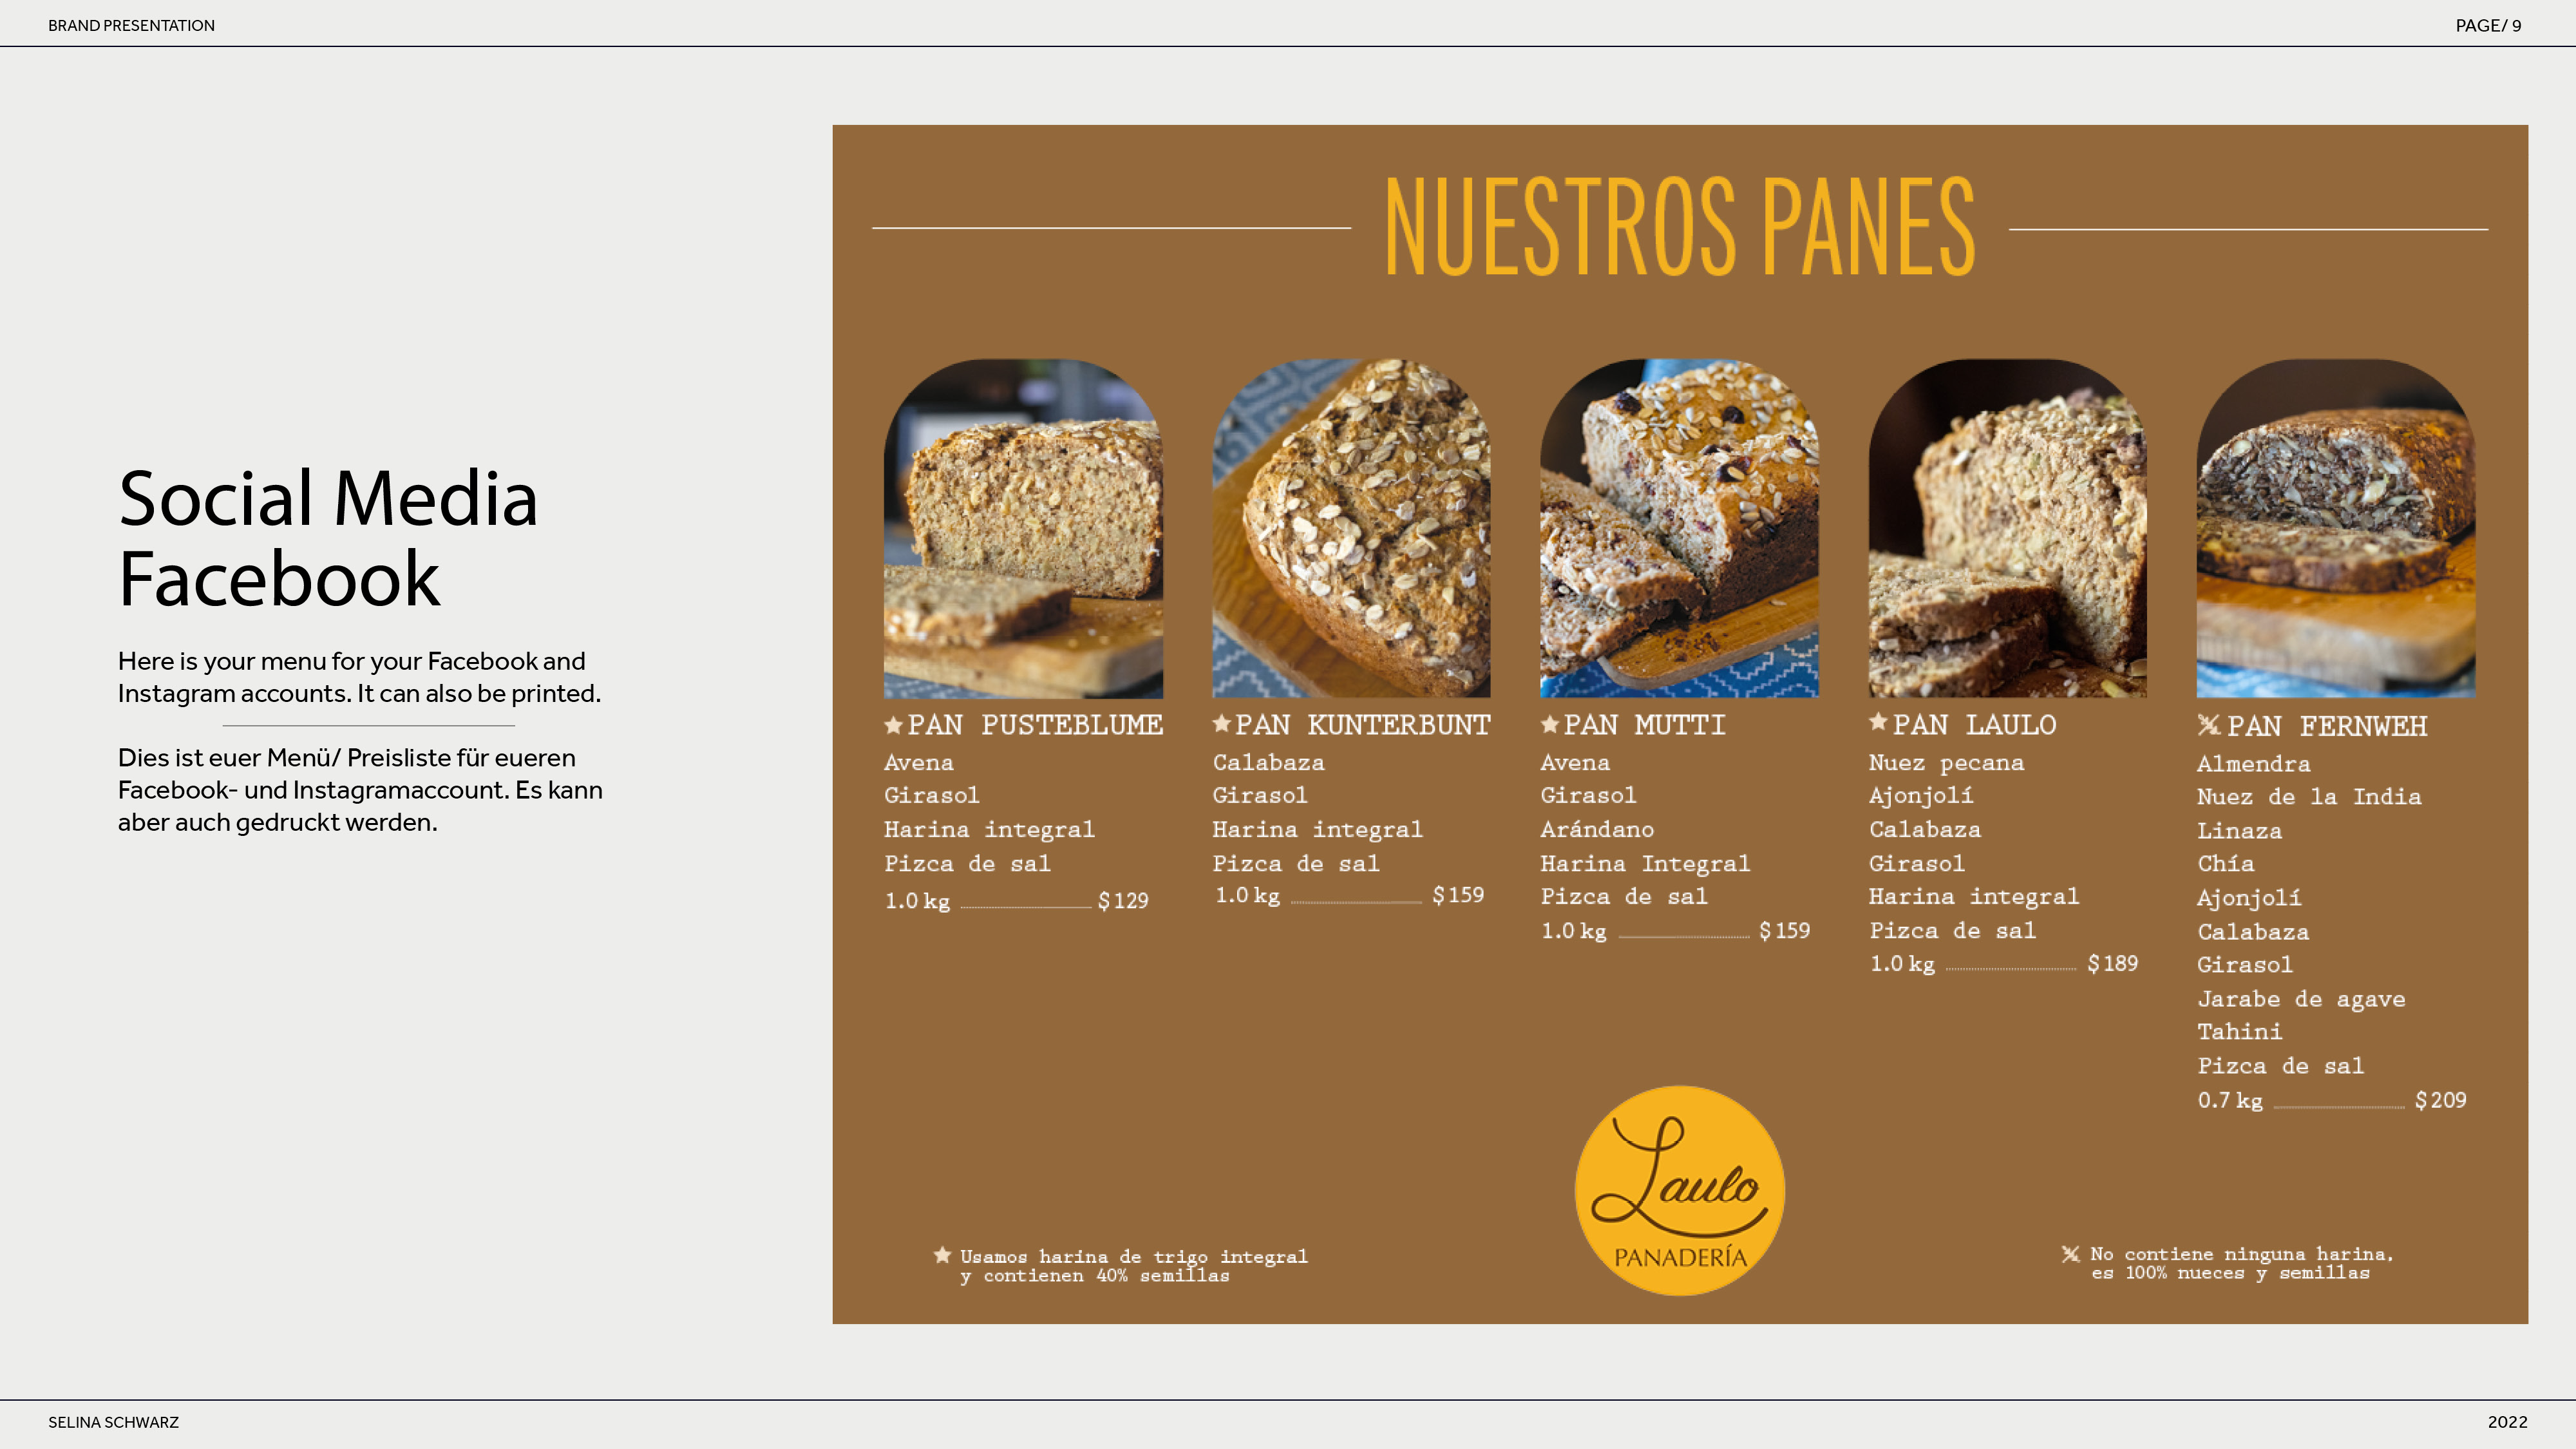 BRAND PRESENTATION
PAGE/ 9
Social Media
Facebook
Here is your menu for your Facebook and
Instagram accounts. It can also be printed.
Dies ist euer Menü/ Preisliste für eueren
Facebook- und Instagramaccount. Es kann
aber auch gedruckt werden.
NUESTROS PANES
PAN PUSTEBLUME
Avena
Girasol
Harina integral
Pizca de sal
1.0 kg $129
PAN KUNTERBUNT
Calabaza
Girasol
Harina integral
Pizca de sal
1.0 kg $159
PAN MUTTI
Avena
Girasol
Arándano
Harina Integral
Pizca de sal
1.0 kg $159
PAN LAULO
Nuez pecana
Ajonjolí
Calabaza
Girasol
Harina integral
Pizca de sal
1.0 kg $189
PAN FERNWEH
Almendra
Nuez de la India
Linaza
Chía
Ajonjolí
Calabaza
Girasol
Jarabe de agave
Tahini
Pizca de sal
0.7 kg $209
Usamos harina de trigo integral
y contienen 40% semillas
Laulo
PANADERÍA
No contiene ninguna harina,
es 100% nueces y semillas
SELINA SCHWARZ
2022